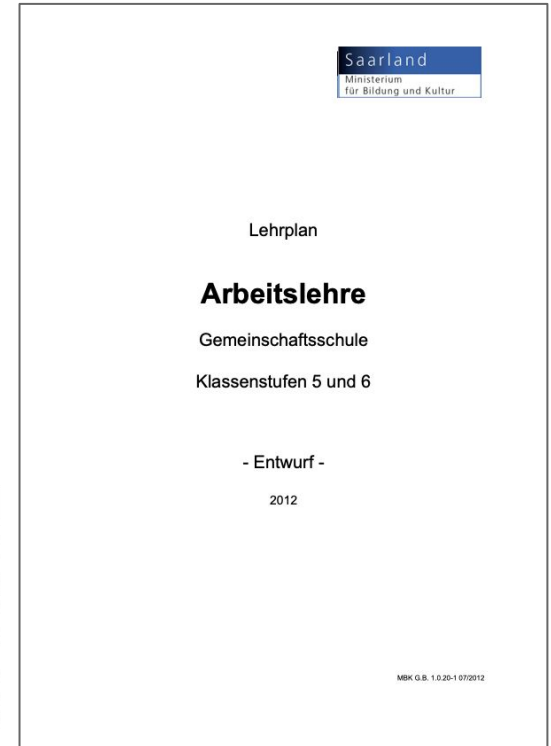 Saarland
Ministerium
für Bildung und Kultur
Lehrplan
Arbeitslehre
Gemeinschaftsschule
Klassenstufen 5 und 6
- Entwurf -
2012
MBK G.B. 1.0.20-1 07/2012